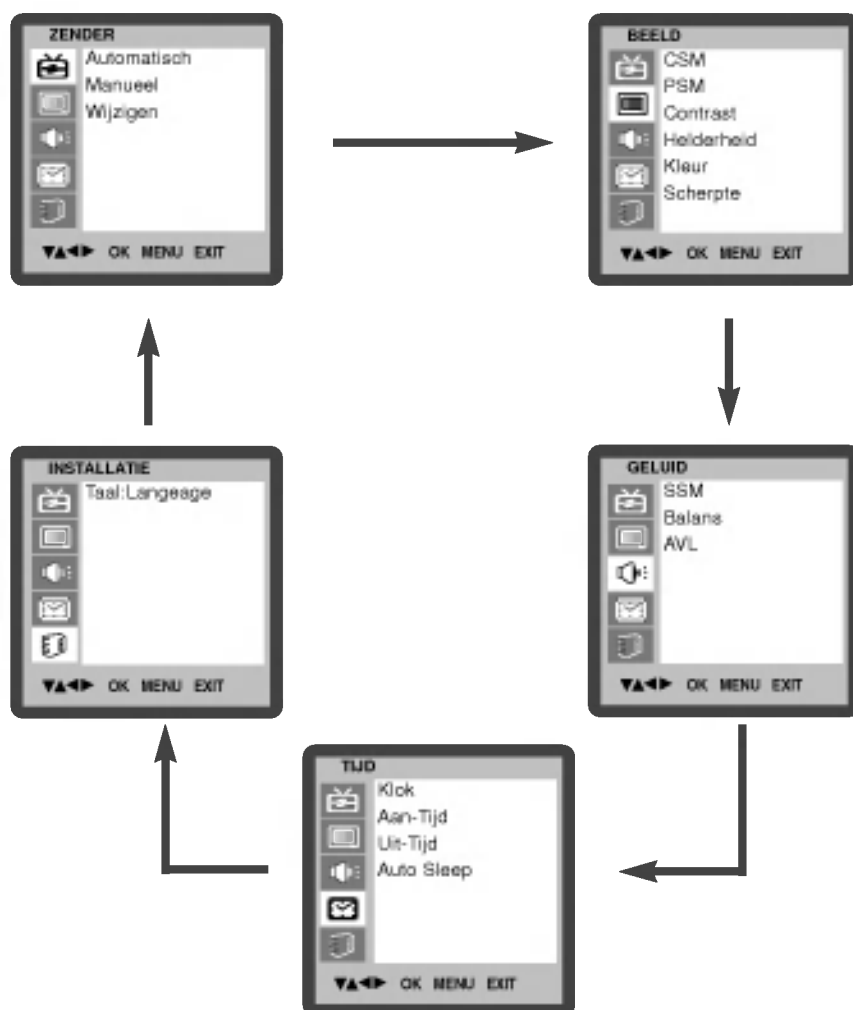 ZENDER
Automatisch
Manueel
Wijzigen
▼▲◀▶ OK MENU EXIT
BEELD
CSM
PSM
Contrast
Helderheid
Kleur
Scherpte
▼▲◀▶ OK MENU EXIT
INSTALLATIE
Taal:Langeage
▼▲◀▶ OK MENU EXIT
GELUID
SSM
Balans
AVL
▼▲◀▶ OK MENU EXIT
TIJD
Klok
Aan-Tijd
Uit-Tijd
Auto Sleep
▼▲◀▶ OK MENU EXIT